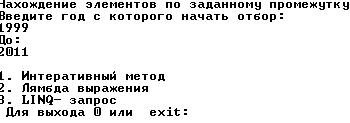 Нахождение элементов по заданному промежутку
Введите год с которого начать отбор:
1999
До:
2011
1. Интеративный метод
2. Лямбда выражения
3. LINQ- запрос
Для выхода 0 или  exit: